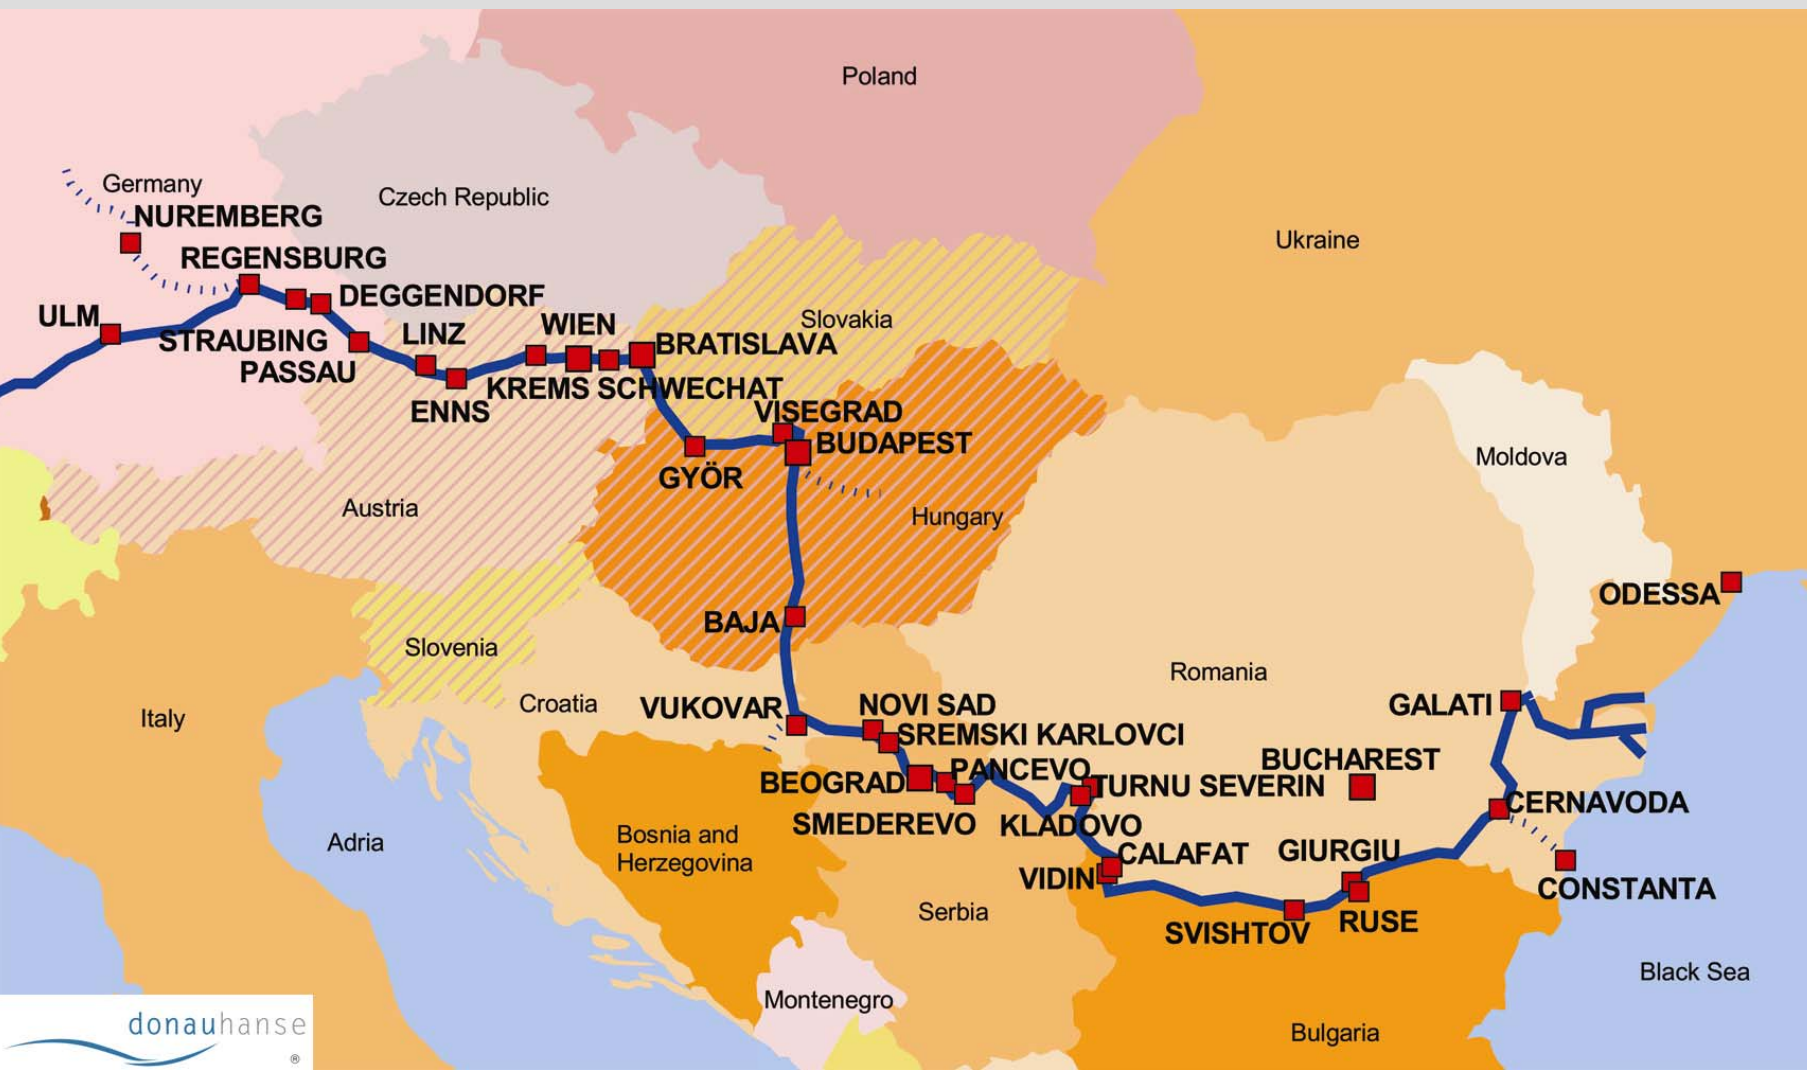 Poland
Germany
Czech Republic
NUREMBERG
Ukraine
REGENSBURG
DEGGENDORF
ULM
Slovakia
WIEN
LINZ
STRAUBING
BRATISLAVA
PASSAU
KREMS SCHWECHAT
ENNS
VISEGRAD
BUDAPEST
Moldova
GYÖR
Austria
Hungary
ODESSA
BAJA
Slovenia
Romania
Croatia
VUKOVAR
NOVI SAD
GALATI
Italy
SREMSKI KARLOVCI
BUCHAREST
PANCEVO
BEOGRAD
TURNU SEVERIN
CERNAVODA
SMEDEREVO
KLADOVO
Bosnia and
Herzegovina
Adria
CALAFAT
GIURGIU
VIDIN
CONSTANTA
Serbia
RUSE
SVISHTOV
Black Sea
Montenegro
donauhanse
®
Bulgaria